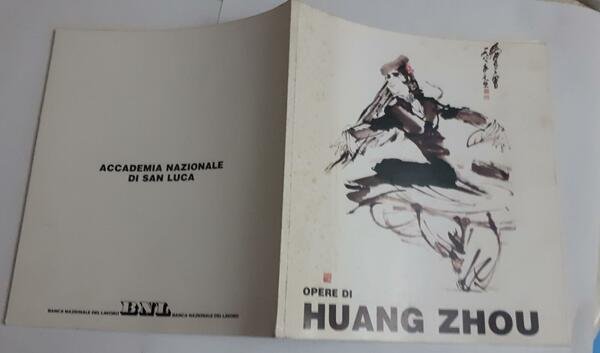 ACCADEMIA NAZIONALE
DI SAN LUCA
BANCA NAZIONALE DEL LAVORO BNL BANCA NAZIONALE DEL LAVORO
OPERE DI
HUANG ZHOU